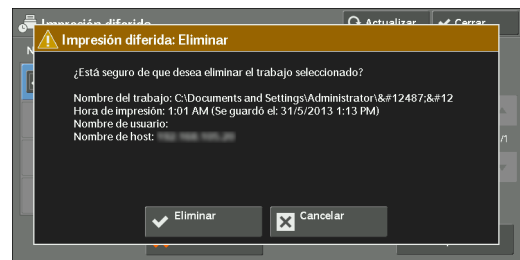 Impresión diferida
Actualizar
Cerrar
Impresión diferida: Eliminar
¿Está seguro de que desea eliminar el trabajo seleccionado?
Nombre del trabajo: C:\Documents and Settings\Administrator\&#12487;&#12
Hora de impresión: 1:01 AM (Se guardó el: 31/5/2013 1:13 PM)
Nombre de usuario:
Nombre de host:
/1
Eliminar
Cancelar